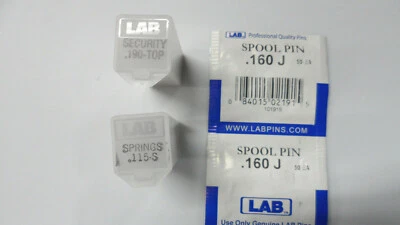 LAB
SECURITY
.190-TOP
LAB
SPRINGS
.115-S
LAB
Professional Quality Pins
SPOOL PIN
.160 J
WWW.LABPINS.COM
SPOOL PIN
.160 J
LAB
Use Only Genuine LAB Pins